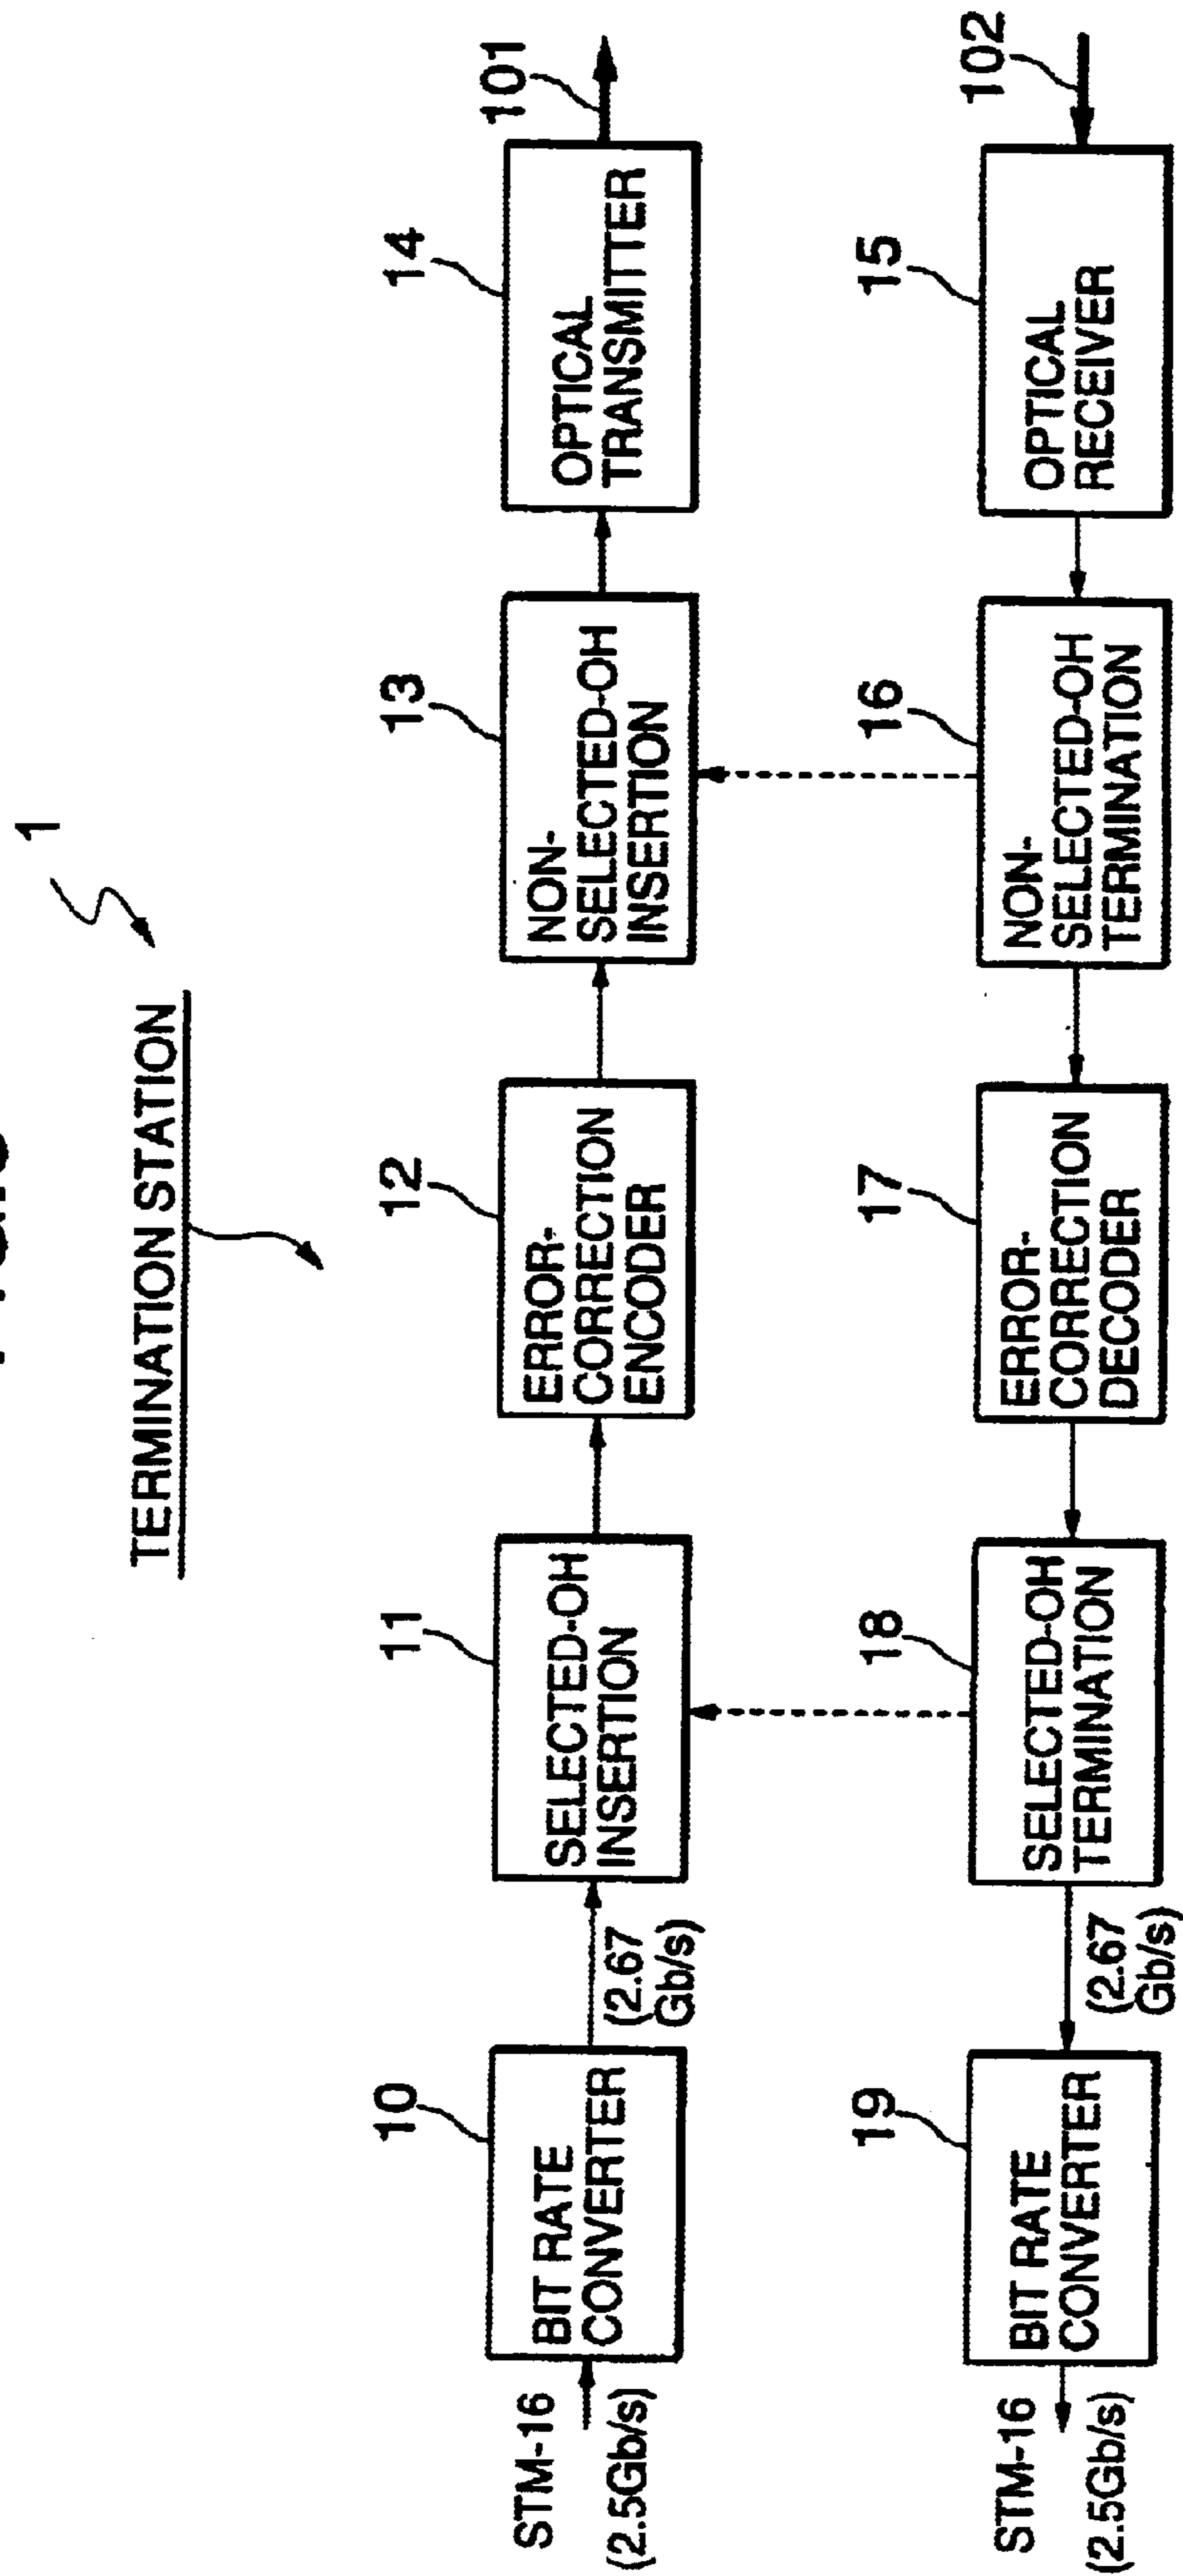 TERMINATION STATION
1
STM-16
(2.5Gb/s)
10
BIT RATE
CONVERTER
(2.67
Gb/s)
11
SELECTED-OH
INSERTION
12
ERROR-
CORRECTION
ENCODER
13
NON-
SELECTED-OH
INSERTION
14
OPTICAL
TRANSMITTER
101
STM-16
(2.5Gb/s)
19
BIT RATE
CONVERTER
(2.67
Gb/s)
18
SELECTED-OH
TERMINATION
17
ERROR-
CORRECTION
DECODER
16
NON-
SELECTED-OH
TERMINATION
15
OPTICAL
RECEIVER
102